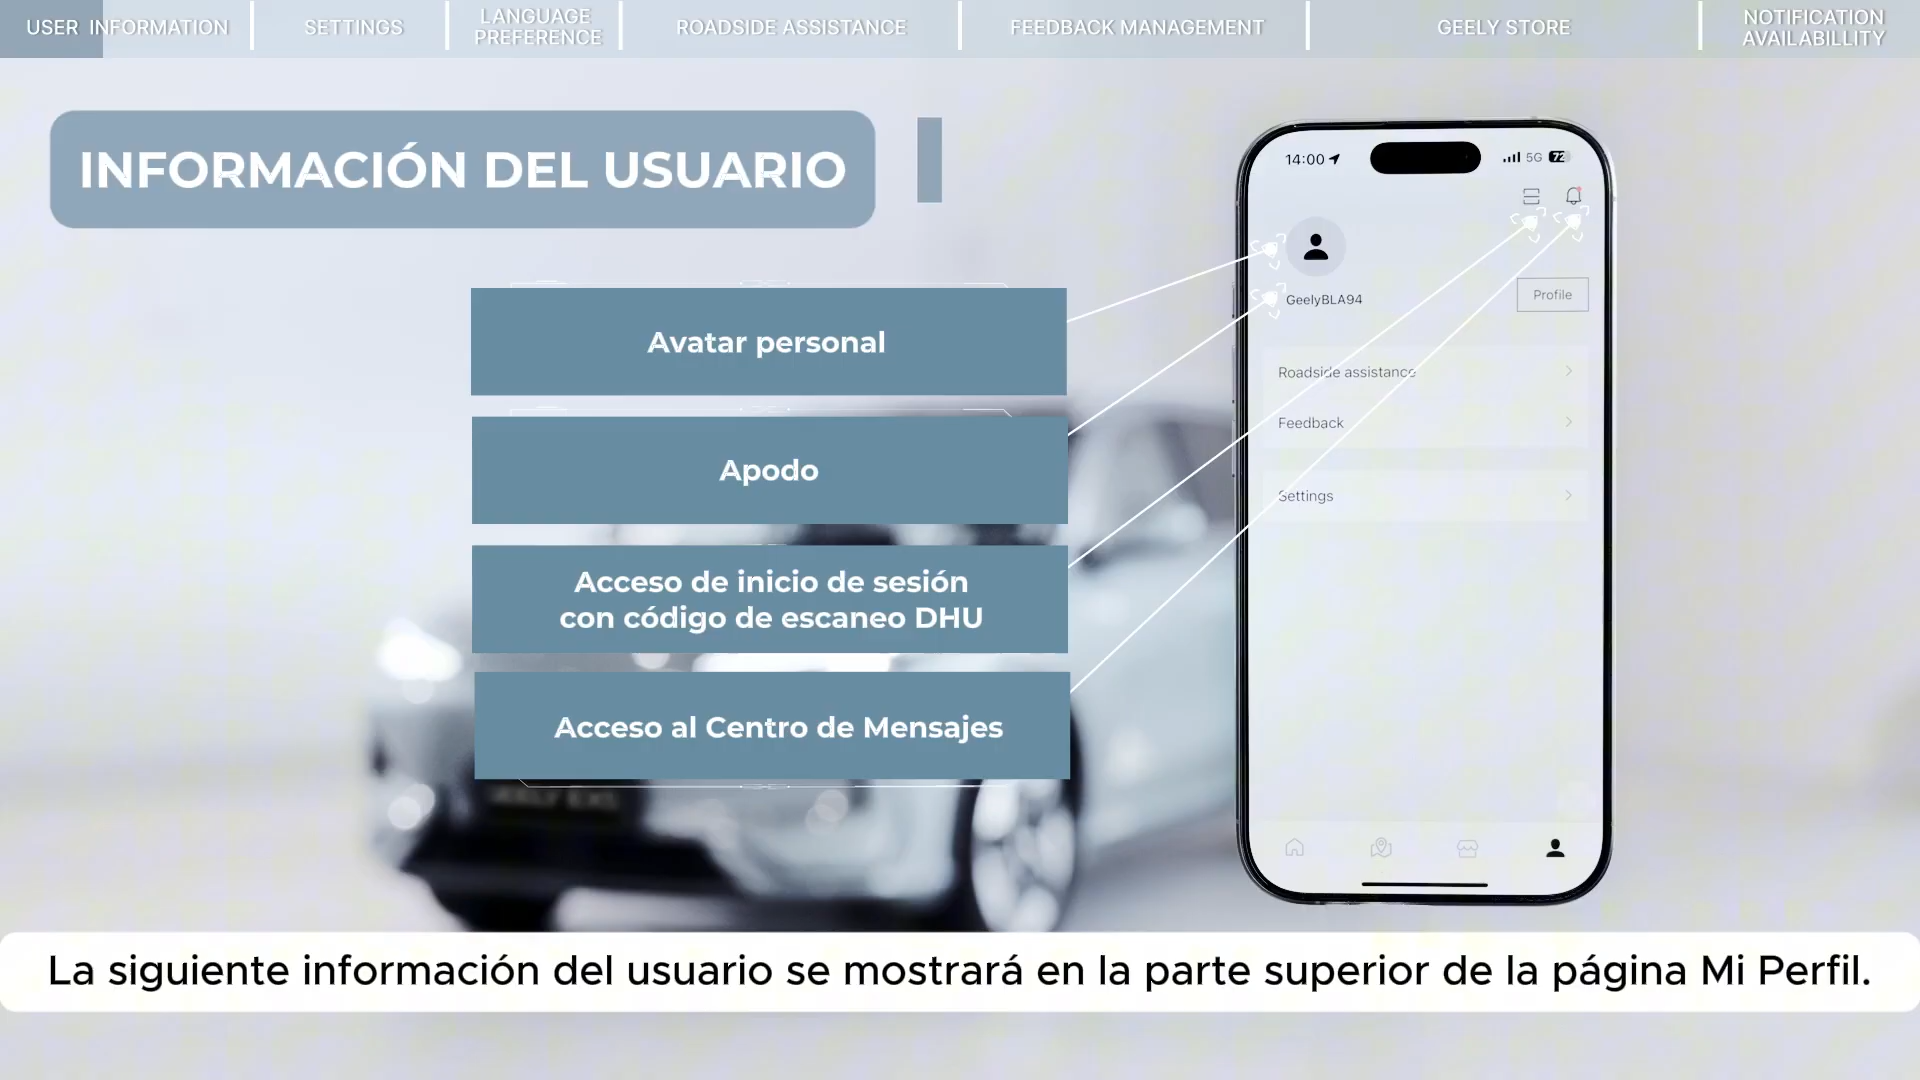 USER INFORMATION
SETTINGS
LANGUAGE
PREFERENCE
ROADSIDE ASSISTANCE
FEEDBACK MANAGEMENT
GEELY STORE
NOTIFICATION
AVAILABILLITY
INFORMACIÓN DEL USUARIO
Avatar personal
Apodo
Acceso de inicio de sesión
con código de escaneo DHU
Acceso al Centro de Mensajes
14:00
5G 72
GeelyBLA94
Profile
Roadside assistance
Feedback
Settings
La siguiente información del usuario se mostrará en la parte superior de la página Mi Perfil.